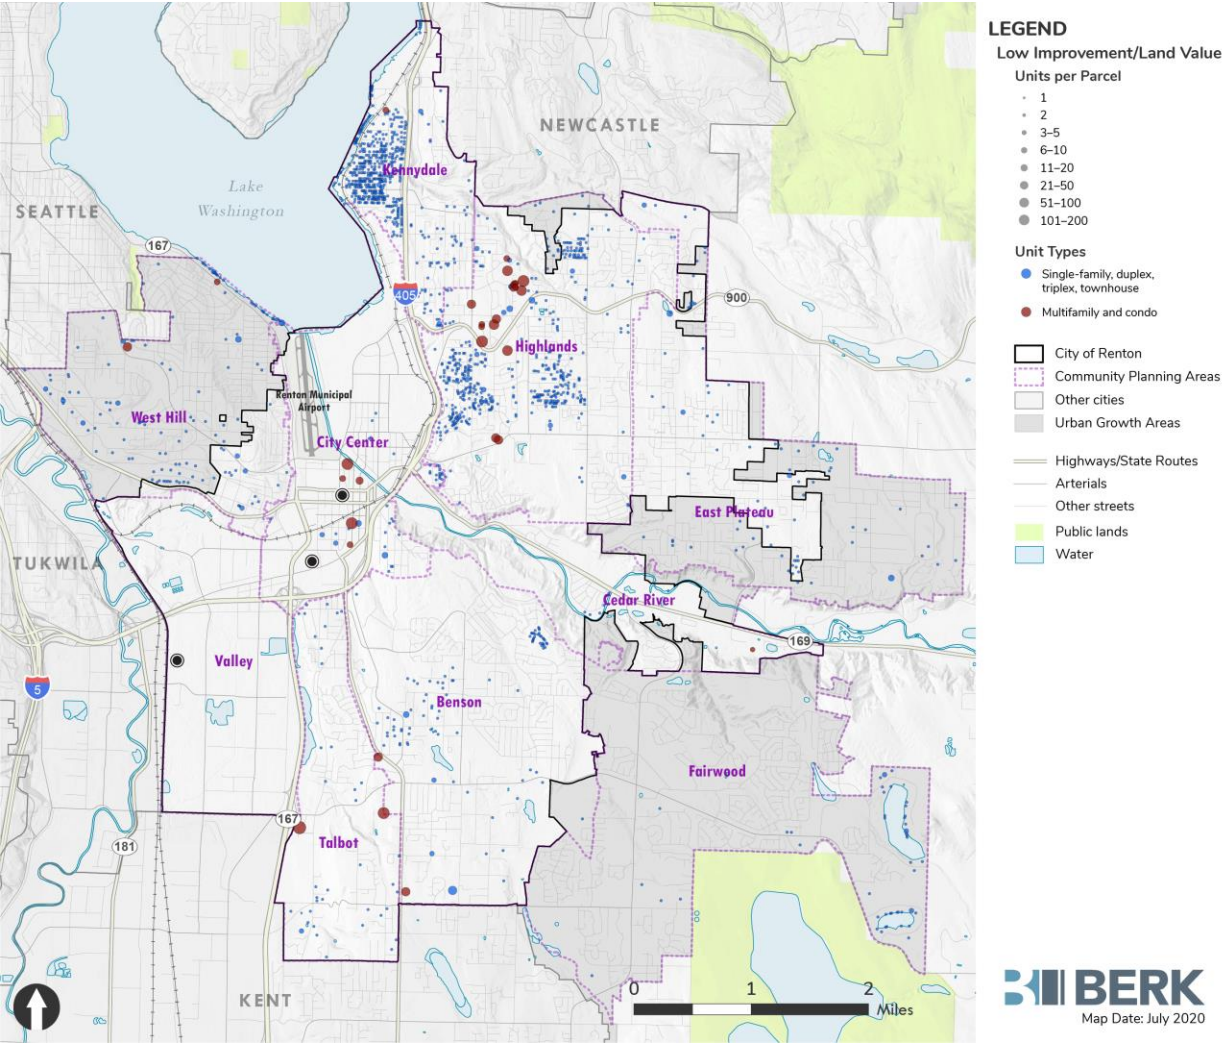 NEWCASTLE
Kennydale
Lake
Washington
SEATTLE
167
405
900
Highlands
Renton Municipal
Airport
West Hill
City Center
East Plateau
TUKWILA
Cedar River
169
Valley
5
Benson
Fairwood
167
181
Talbot
KENT
0 1 2
Miles
LEGEND
Low Improvement/Land Value
Units per Parcel
1
2
3–5
6–10
11–20
21–50
51–100
101–200
Unit Types
Single-family, duplex,
triplex, townhouse
Multifamily and condo
City of Renton
Community Planning Areas
Other cities
Urban Growth Areas
Highways/State Routes
Arterials
Other streets
Public lands
Water
BERK
Map Date: July 2020